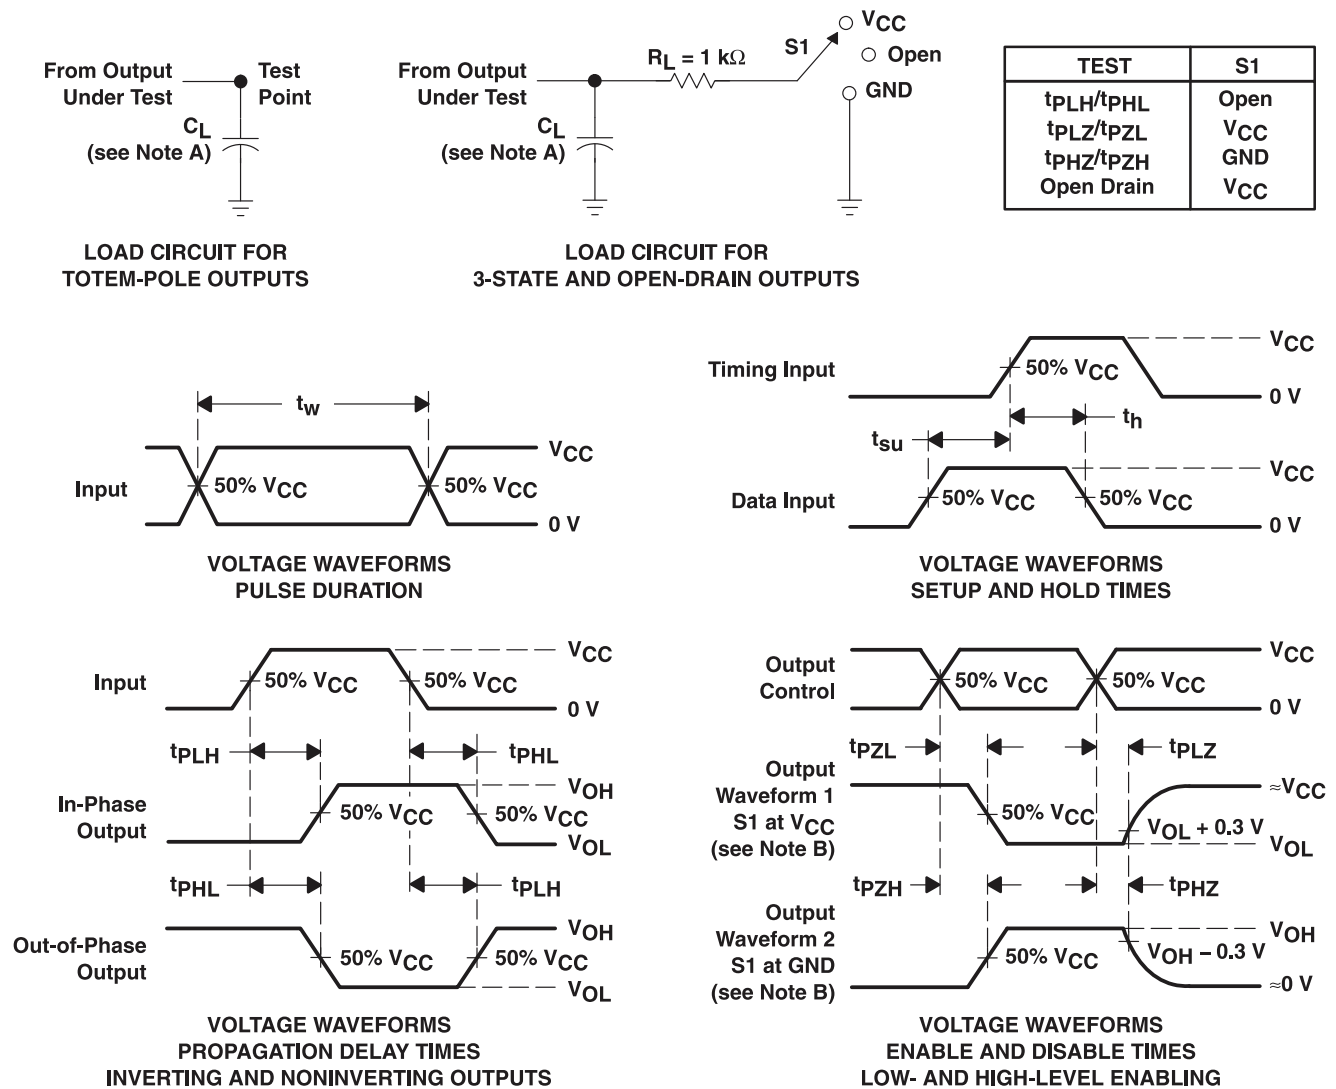 From Output
Under Test
Test
Point
CL
(see Note A)
LOAD CIRCUIT FOR
TOTEM-POLE OUTPUTS
From Output
Under Test
CL
(see Note A)
RL = 1 kΩ
S1
VCC
Open
GND
LOAD CIRCUIT FOR
3-STATE AND OPEN-DRAIN OUTPUTS
TEST S1
tPLH/tPHL Open
tPLZ/tPZL VCC
tPHZ/tPZH GND
Open Drain VCC
tw
Input
50% VCC
50% VCC
VCC
0 V
VOLTAGE WAVEFORMS
PULSE DURATION
Timing Input
50% VCC
VCC
0 V
tsu
th
Data Input
50% VCC
50% VCC
VCC
0 V
VOLTAGE WAVEFORMS
SETUP AND HOLD TIMES
Input
50% VCC
50% VCC
VCC
0 V
tPLH
tPHL
In-Phase
Output
50% VCC
50% VCC
VOH
VOL
tPHL
tPLH
Out-of-Phase
Output
50% VCC
50% VCC
VOH
VOL
VOLTAGE WAVEFORMS
PROPAGATION DELAY TIMES
INVERTING AND NONINVERTING OUTPUTS
Output
Control
50% VCC
50% VCC
VCC
0 V
tPZL
tPLZ
Output
Waveform 1
S1 at VCC
(see Note B)
50% VCC
VOL + 0.3 V
≈VCC
VOL
tPZH
tPHZ
Output
Waveform 2
S1 at GND
(see Note B)
50% VCC
VOH − 0.3 V
VOH
≈0 V
VOLTAGE WAVEFORMS
ENABLE AND DISABLE TIMES
LOW- AND HIGH-LEVEL ENABLING